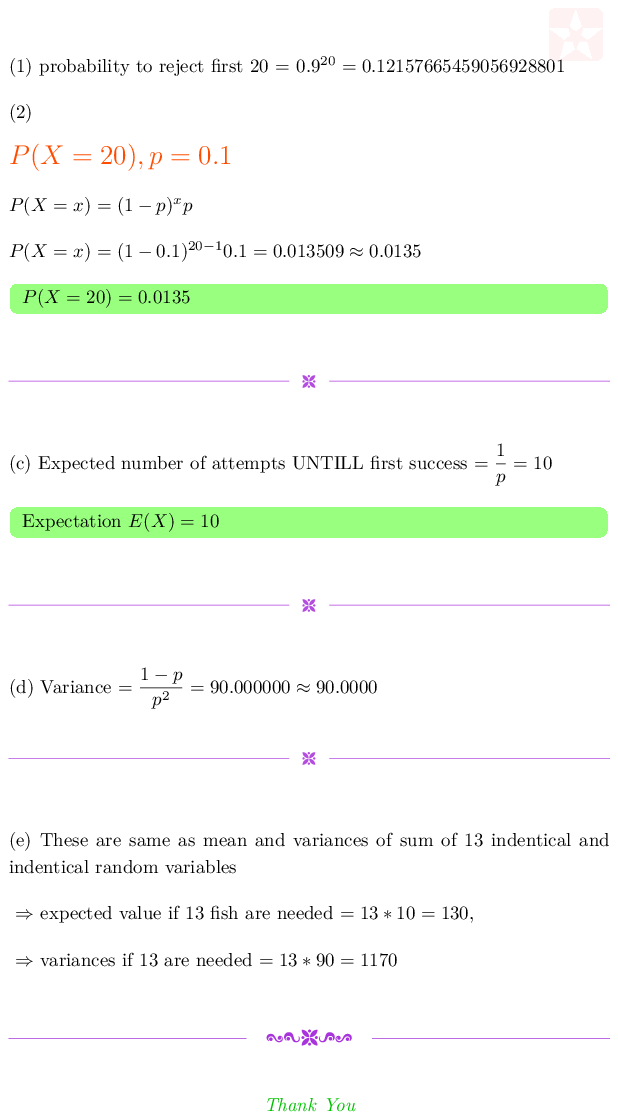 (1) probability to reject first 20 = 0.9^{20} = 0.12157665459056928801
(2)
P(X = 20), p = 0.1
P(X = x) = (1 − p)^x p
P(X = x) = (1 − 0.1)^{20−1}0.1 = 0.013509 ≈ 0.0135
P(X = 20) = 0.0135
(c) Expected number of attempts UNTILL first success = \frac{1}{p} = 10
Expectation E(X) = 10
(d) Variance = \frac{1 − p}{p^2} = 90.000000 ≈ 90.0000
(e) These are same as mean and variances of sum of 13 indentical and
indentical random variables
⇒ expected value if 13 fish are needed = 13 ∗ 10 = 130,
⇒ variances if 13 are needed = 13 ∗ 90 = 1170
Thank You